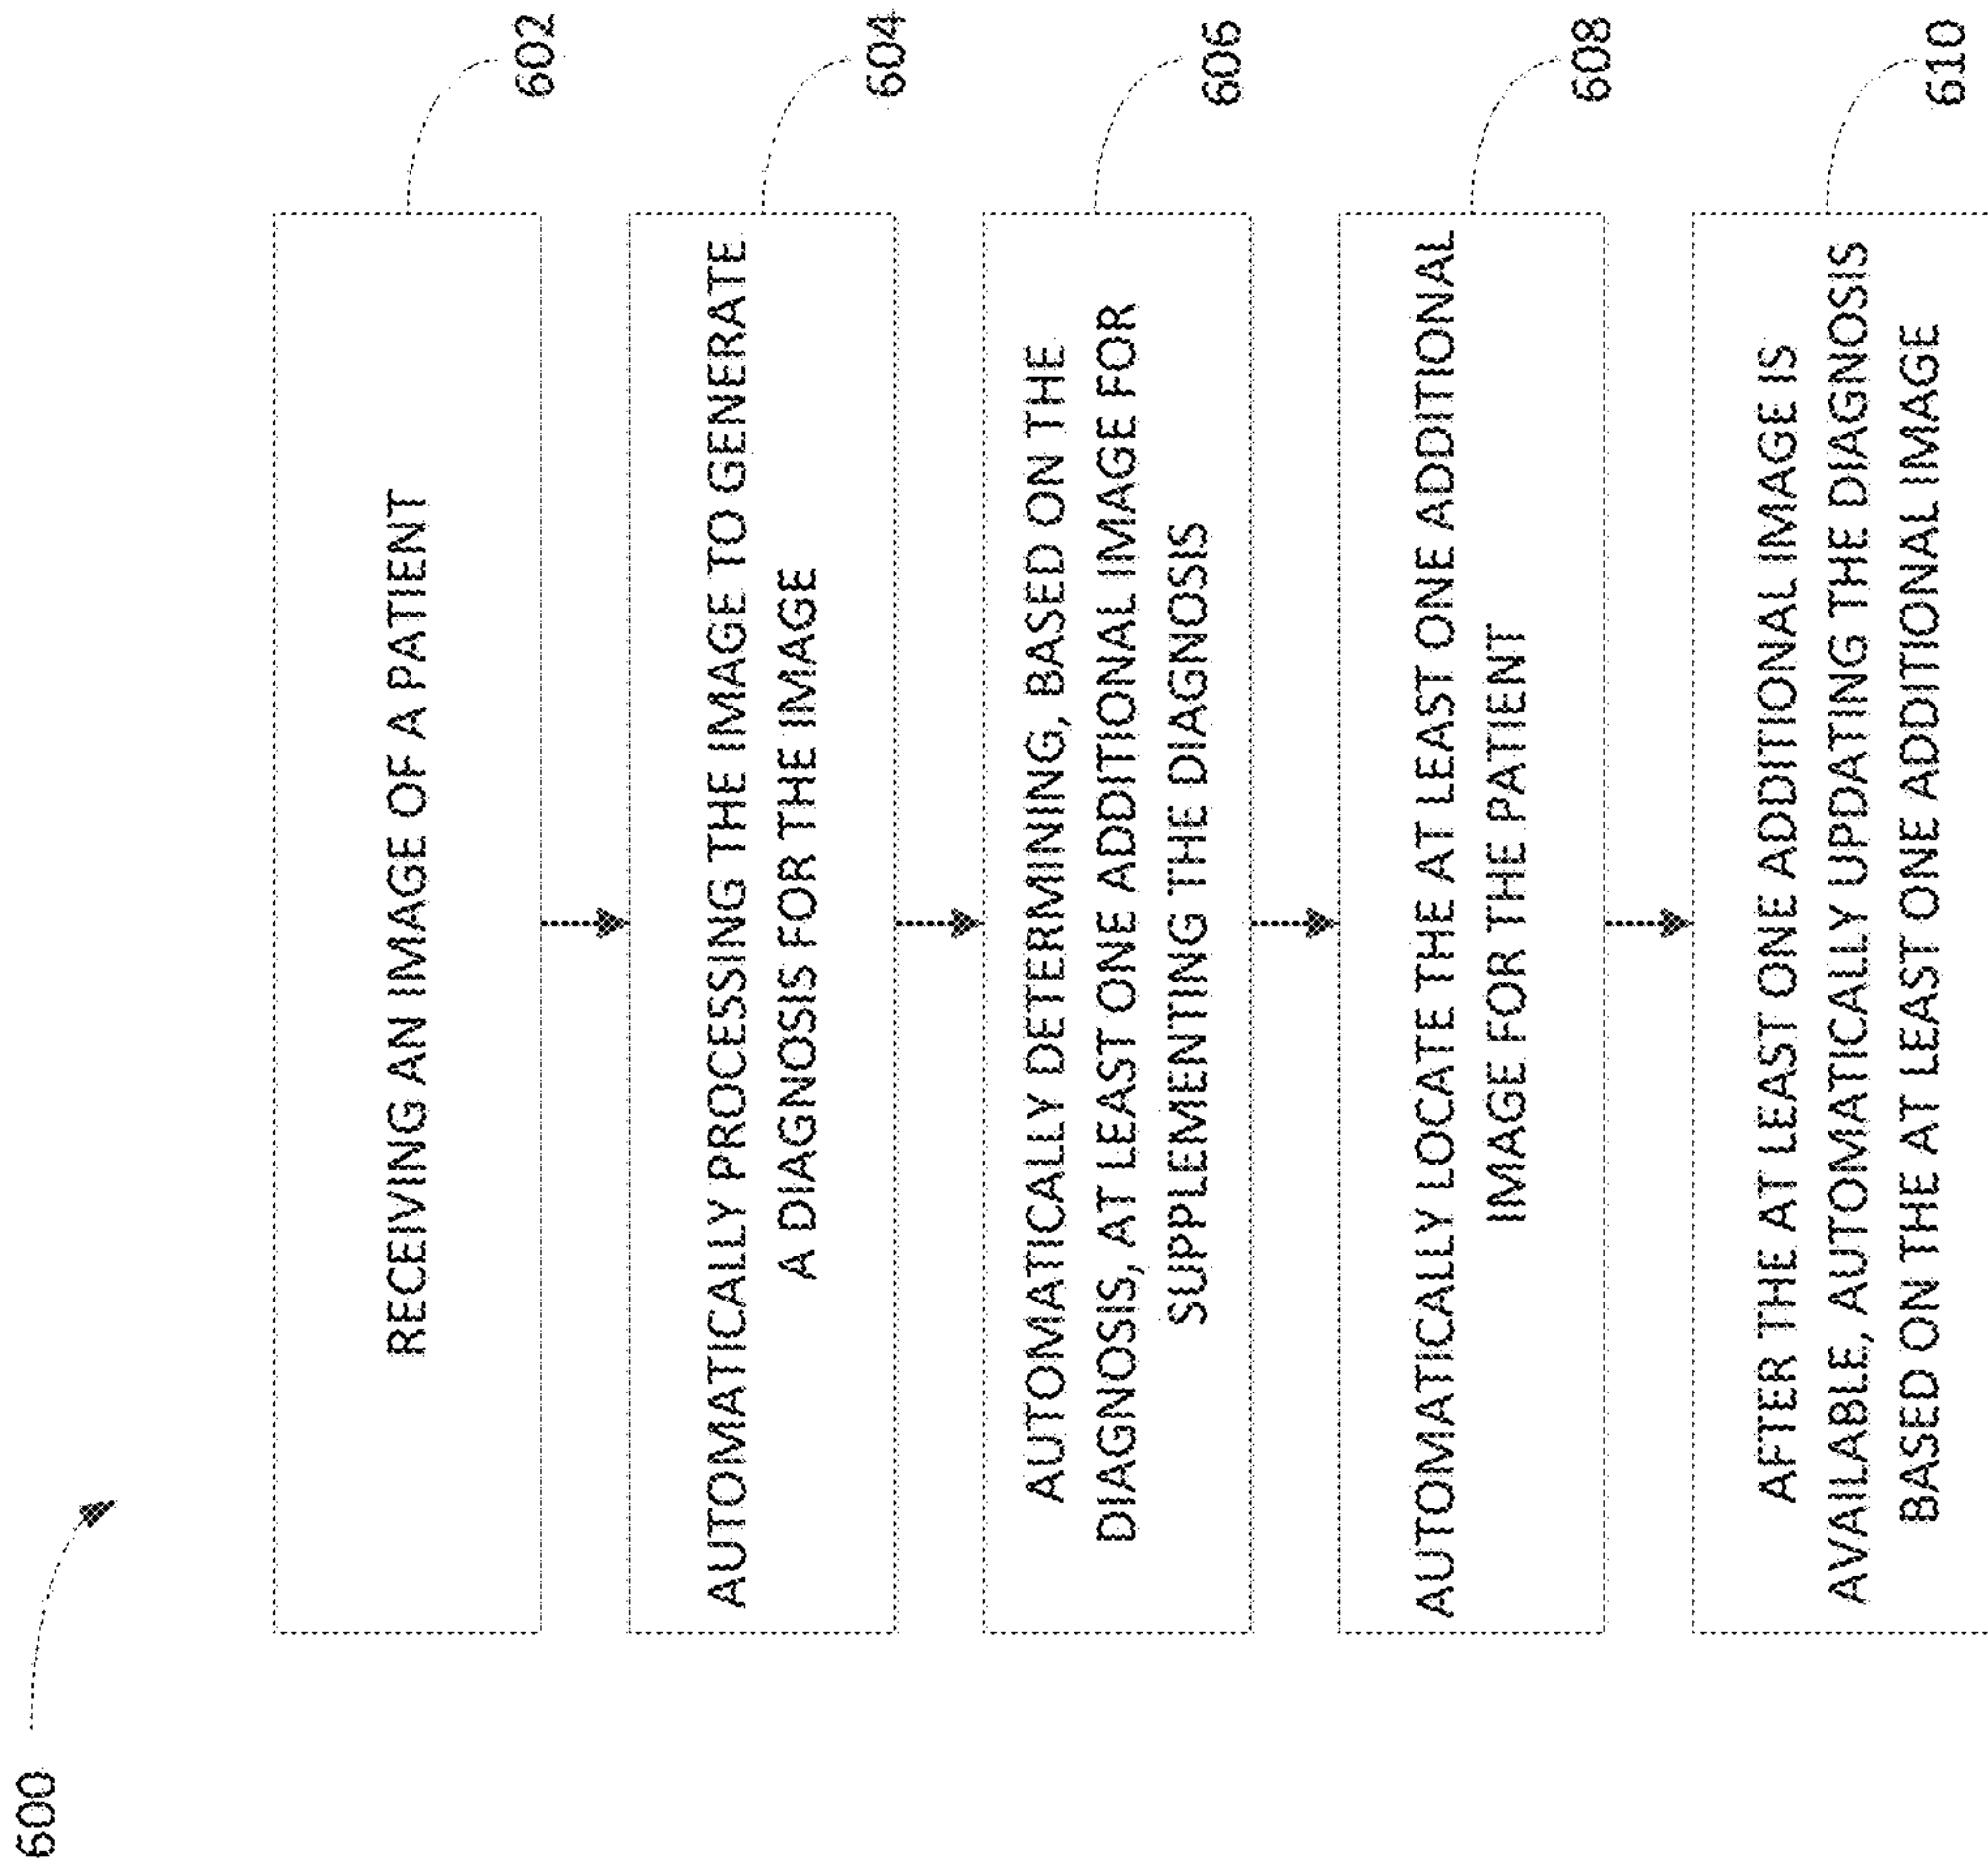 600
RECEIVING AN IMAGE OF A PATIENT
602
AUTOMATICALLY PROCESSING THE IMAGE TO GENERATE
A DIAGNOSIS FOR THE IMAGE
604
AUTOMATICALLY DETERMINING, BASED ON THE
DIAGNOSIS, AT LEAST ONE ADDITIONAL IMAGE FOR
SUPPLEMENTING THE DIAGNOSIS
606
AUTOMATICALLY LOCATE THE AT LEAST ONE ADDITIONAL
IMAGE FOR THE PATIENT
608
AFTER THE AT LEAST ONE ADDITIONAL IMAGE IS
AVAILABLE, AUTOMATICALLY UPDATING THE DIAGNOSIS
BASED ON THE AT LEAST ONE ADDITIONAL IMAGE
610